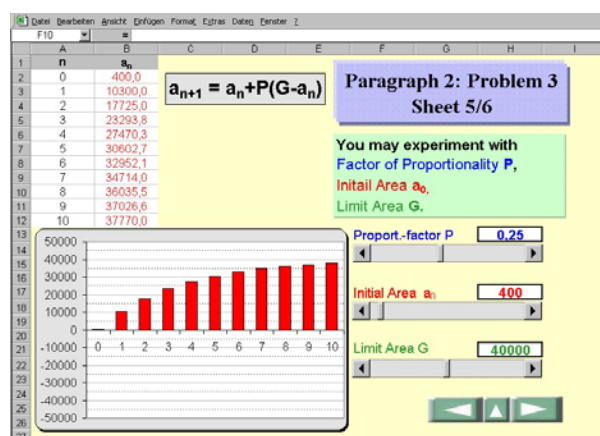 Datei Bearbeiten Ansicht Einfügen Format Extras Daten Fenster ?
F10 =
A B C D E F G H I
1 n an
2 0 400,0
3 1 10300,0
4 2 17725,0
5 3 23293,8
6 4 27470,3
7 5 30602,7
8 6 32952,1
9 7 34714,0
10 8 36035,5
11 9 37026,6
12 10 37770,0
an+1 = an+P(G-an)
Paragraph 2: Problem 3
Sheet 5/6
You may experiment with
Factor of Proportionality P,
Initail Area a0,
Limit Area G.
13
14
15
16
17
18
19
20
21
22
23
24
25
26
50000
40000
30000
20000
10000
0
-10000
-20000
-30000
-40000
-50000
0 1 2 3 4 5 6 7 8 9 10
Proport.-factor P 0,25
Initial Area an 400
Limit Area G 40000